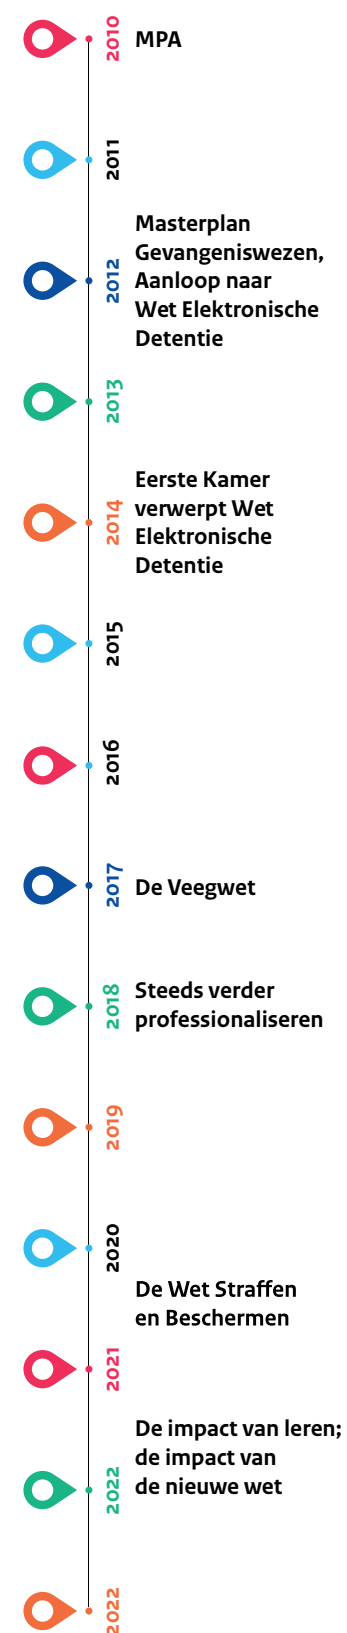 2010
MPA
2011
Masterplan
Gevangeniswezen,
2012
Aanloop naar
Wet Elektronische
Detentie
2013
Eerste Kamer
2014
verwerpt Wet
Elektronische
Detentie
2015
2016
2017
De Veegwet
2018
Steeds verder
professionaliseren
2019
2020
De Wet Straffen
en Beschermen
2021
De impact van leren;
de impact van
2022
de nieuwe wet
2022